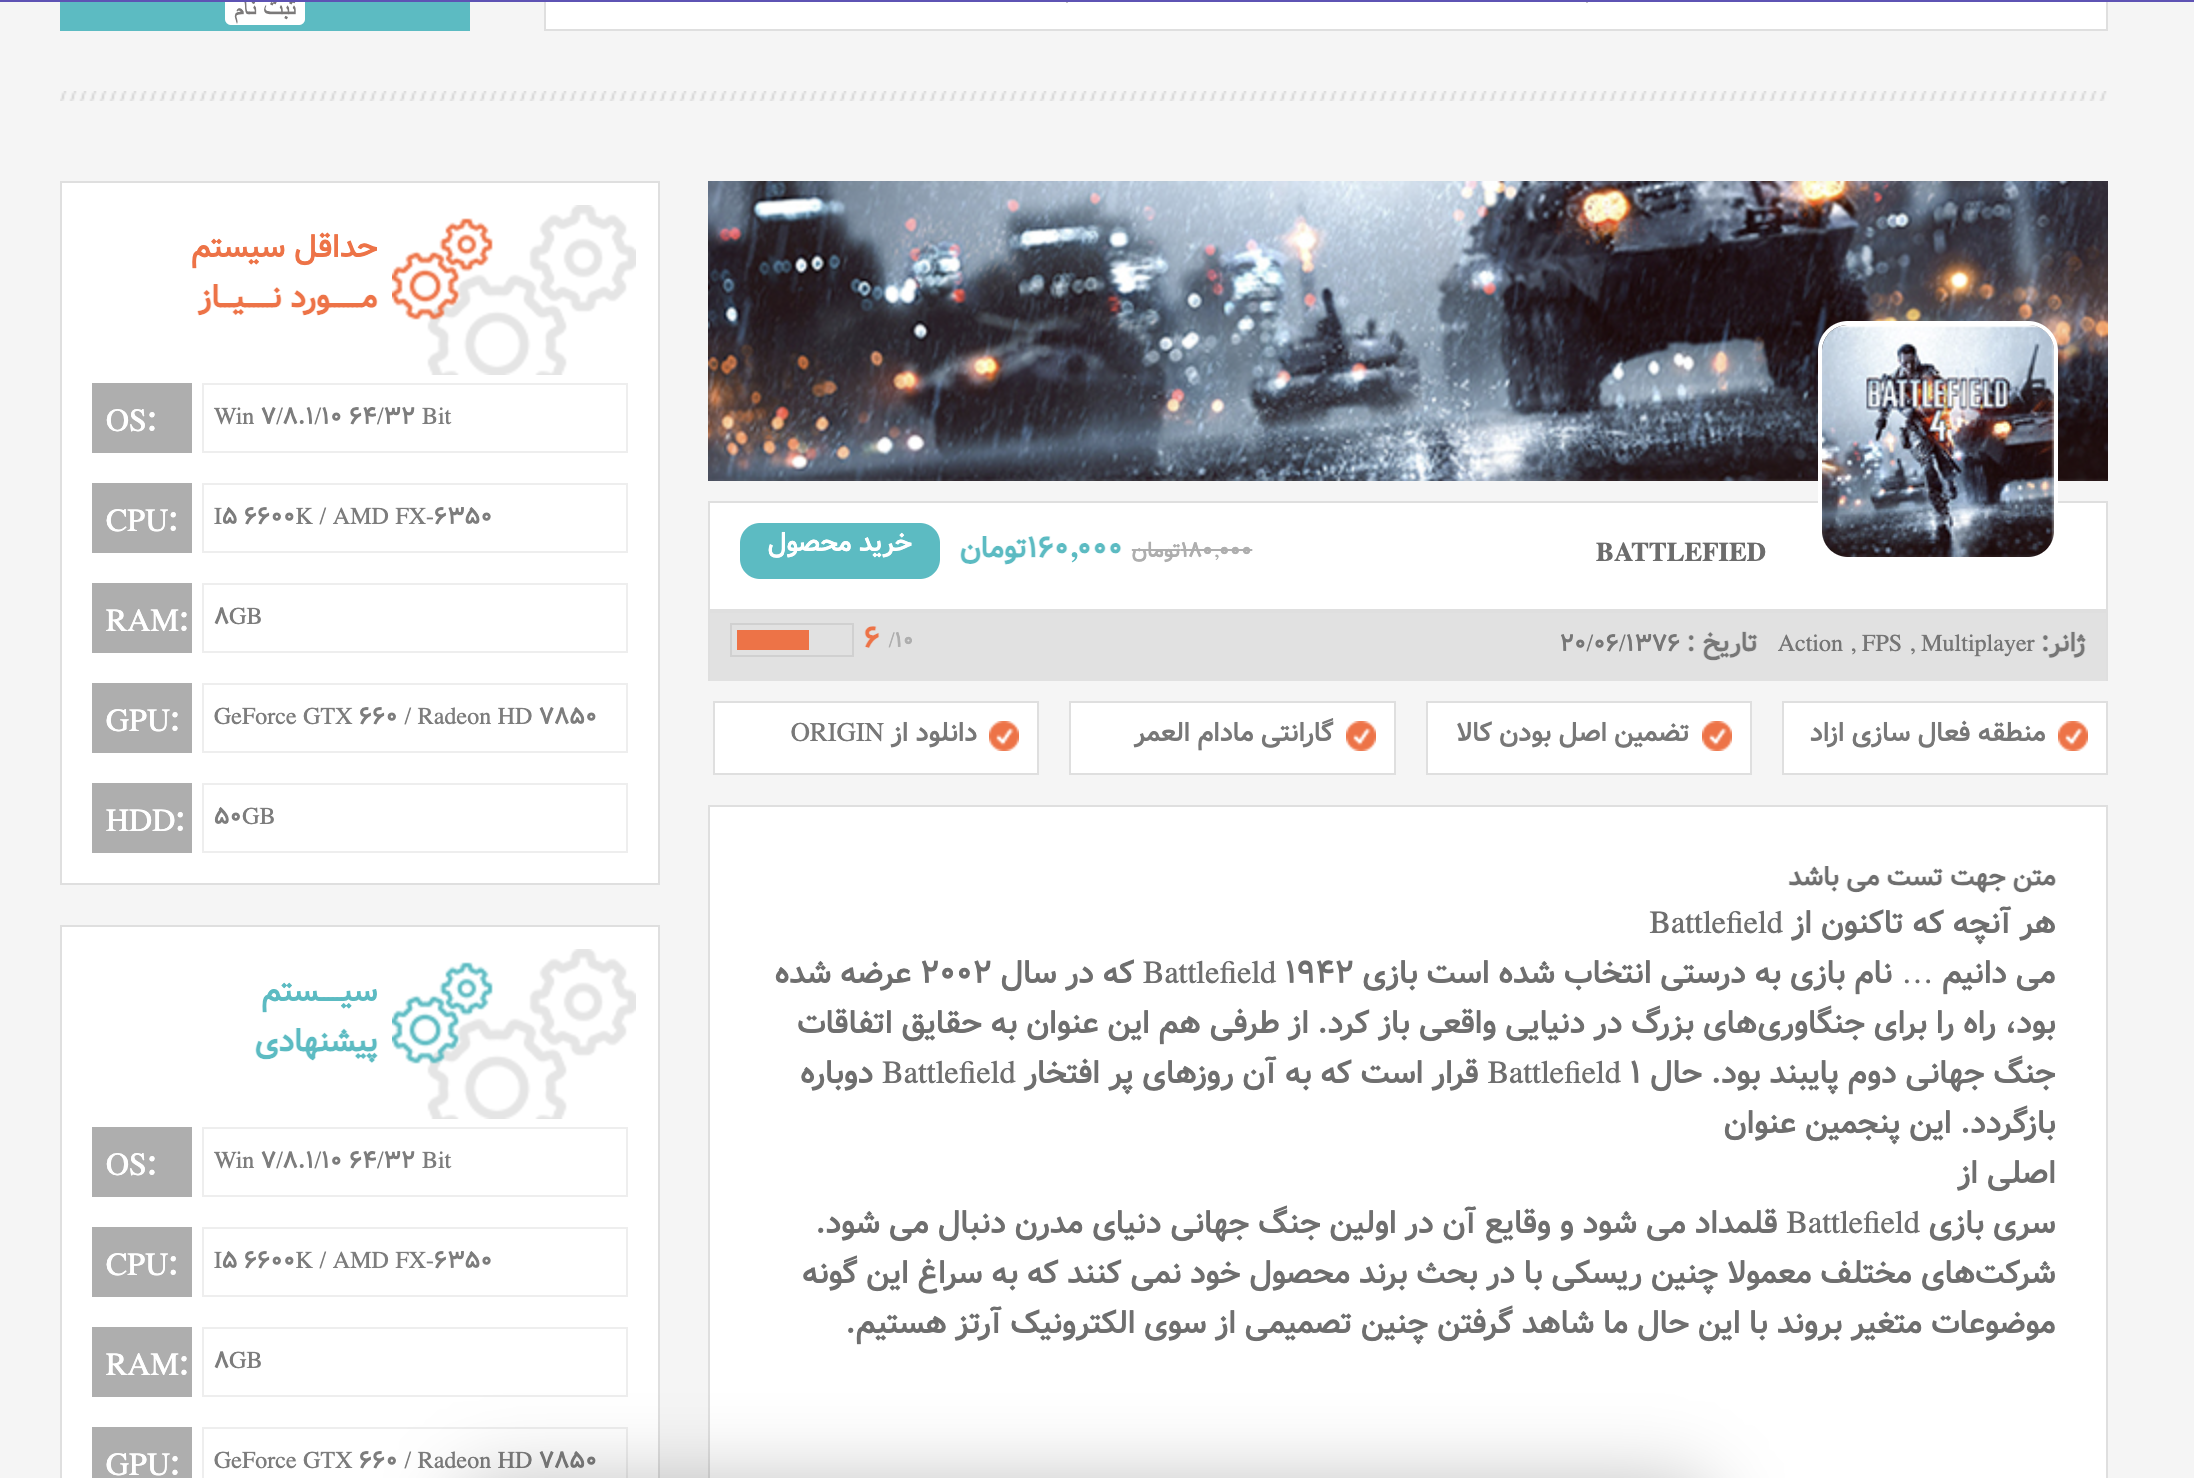 ثبت نام
BATTLEFIELD
4
BATTLEFIED
۱۸۰,۰۰۰تومان
۱۶۰,۰۰۰تومان
خرید محصول
ژانر: Action , FPS , Multiplayer
تاریخ : ۲۰/۰۶/۱۳۷۶
۶ /۱۰
منطقه فعال سازی ازاد
تضمین اصل بودن کالا
گارانتی مادام العمر
دانلود از ORIGIN
متن جهت تست می باشد
هر آنچه که تاکنون از Battlefield
می دانیم … نام بازی به درستی انتخاب شده است بازی Battlefield ۱۹۴۲ که در سال ۲۰۰۲ عرضه شده
بود، راه را برای جنگاوری‌های بزرگ در دنیایی واقعی باز کرد. از طرفی هم این عنوان به حقایق اتفاقات
جنگ جهانی دوم پایبند بود. حال Battlefield ۱ قرار است که به آن روزهای پر افتخار Battlefield دوباره
بازگردد. این پنجمین عنوان
اصلی از
سری بازی Battlefield قلمداد می شود و وقایع آن در اولین جنگ جهانی دنیای مدرن دنبال می شود.
شرکت‌های مختلف معمولا چنین ریسکی با در بحث برند محصول خود نمی کنند که به سراغ این گونه
موضوعات متغیر بروند با این حال ما شاهد گرفتن چنین تصمیمی از سوی الکترونیک آرتز هستیم.
حداقل سیستم
مـــورد نـــیــاز
OS: Win ۷/۸.۱/۱۰ ۶۴/۳۲ Bit
CPU: I۵ ۶۶۰۰K / AMD FX-۶۳۵۰
RAM: ۸GB
GPU: GeForce GTX ۶۶۰ / Radeon HD ۷۸۵۰
HDD: ۵۰GB
سیـــستم
پیشنهادی
OS: Win ۷/۸.۱/۱۰ ۶۴/۳۲ Bit
CPU: I۵ ۶۶۰۰K / AMD FX-۶۳۵۰
RAM: ۸GB
GPU: GeForce GTX ۶۶۰ / Radeon HD ۷۸۵۰